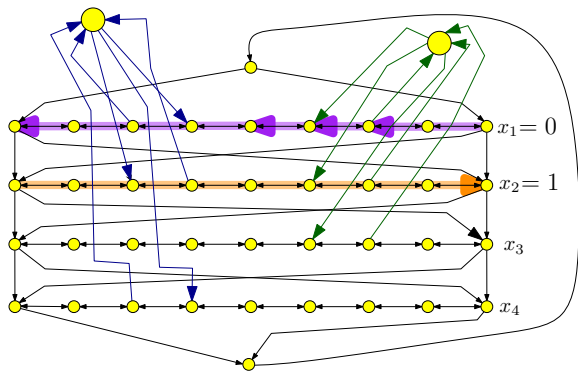 x₁ = 0
x₂ = 1
x₃
x₄